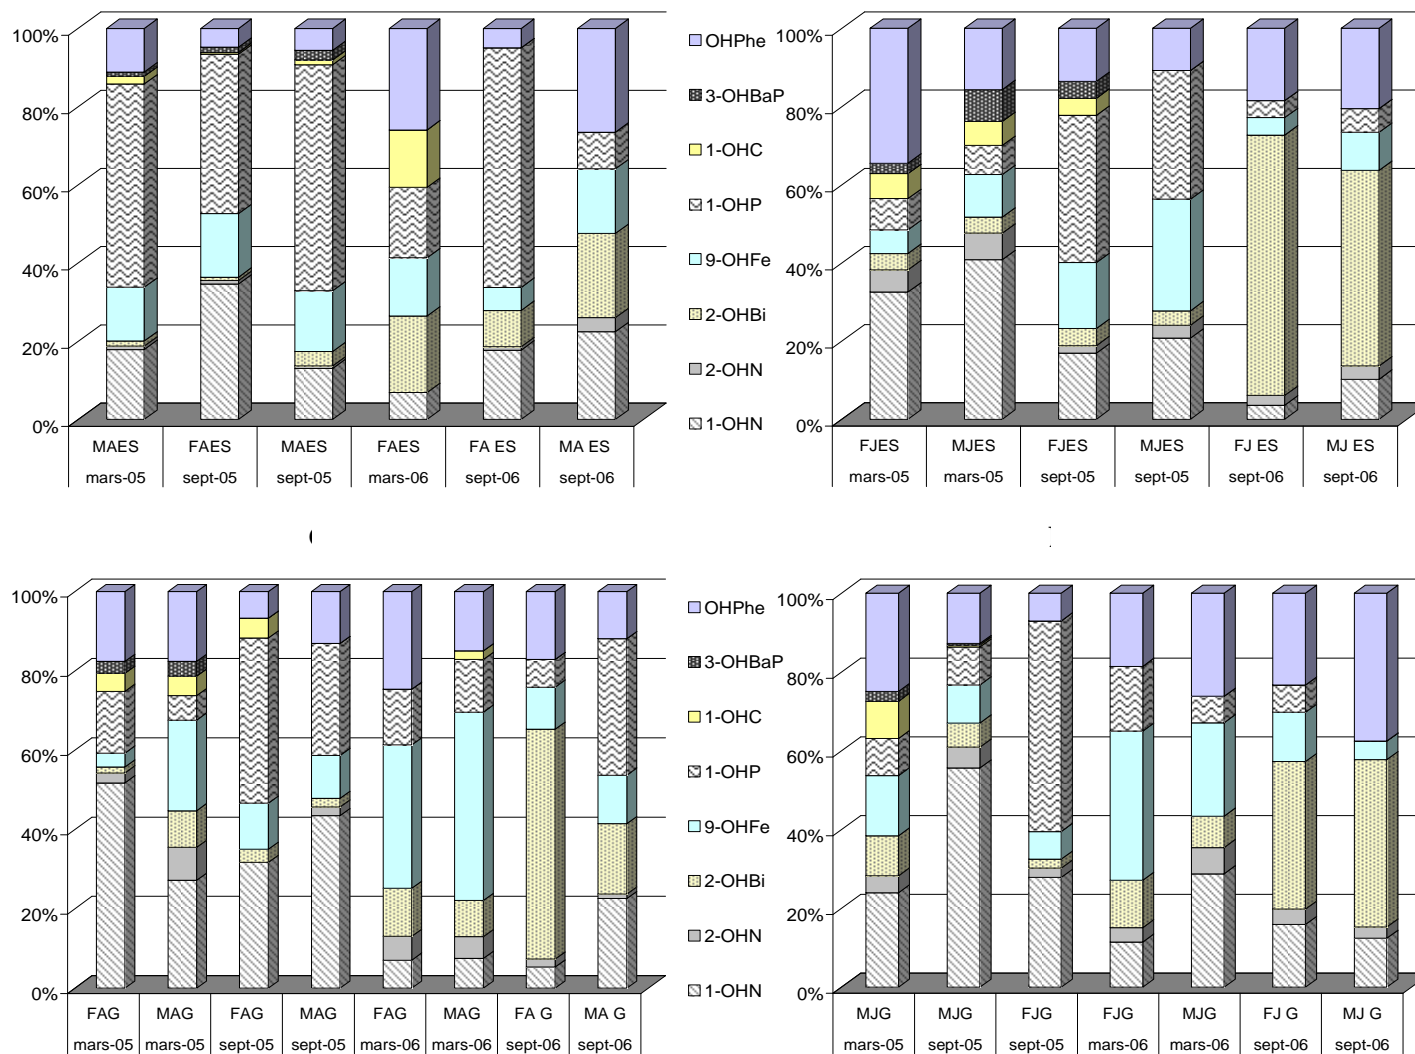 100%
80%
60%
40%
20%
0%
MAES FAES MAES FAES FA ES MA ES
mars-05 sept-05 sept-05 mars-06 sept-06 sept-06
OHPhe
3-OHBaP
1-OHC
1-OHP
9-OHFe
2-OHBi
2-OHN
1-OHN
100%
80%
60%
40%
20%
0%
FJES MJES FJES MJES FJ ES MJ ES
mars-05 mars-05 sept-05 sept-05 sept-06 sept-06
100%
80%
60%
40%
20%
0%
FAG MAG FAG MAG FAG MAG FA G MA G
mars-05 mars-05 sept-05 sept-05 mars-06 mars-06 sept-06 sept-06
OHPhe
3-OHBaP
1-OHC
1-OHP
9-OHFe
2-OHBi
2-OHN
1-OHN
100%
80%
60%
40%
20%
0%
MJG MJG FJG FJG MJG FJ G MJ G
mars-05 sept-05 sept-05 mars-06 mars-06 sept-06 sept-06